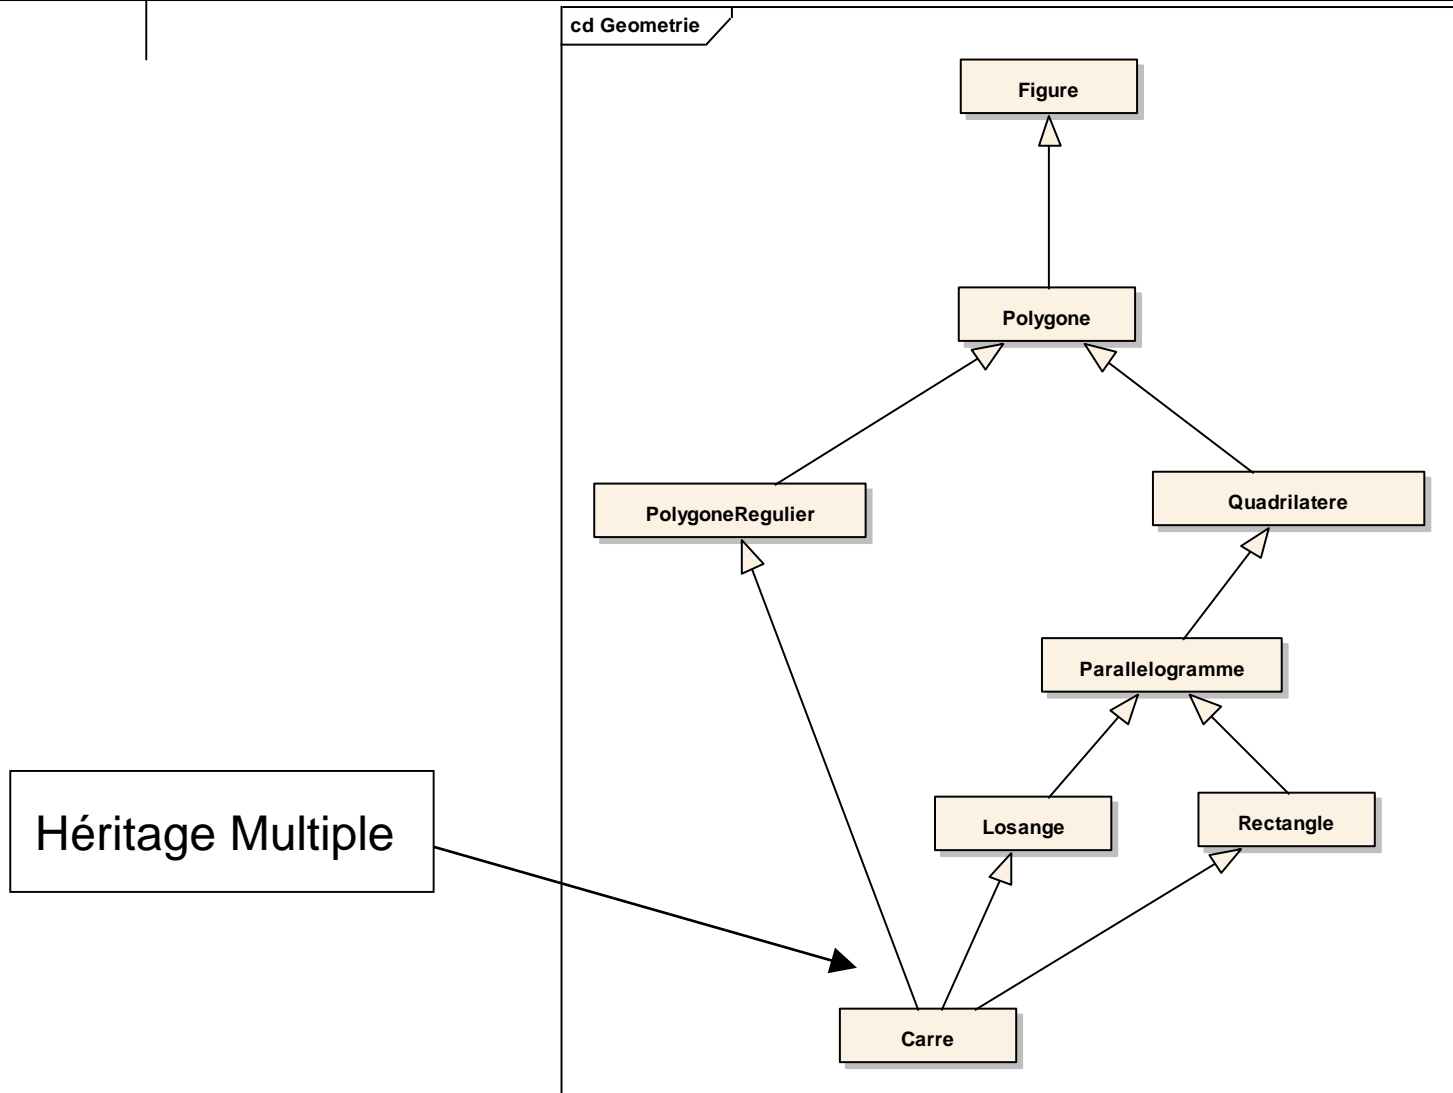 cd Geometrie
Figure
Polygone
PolygoneRegulier
Quadrilatere
Parallelogramme
Losange
Rectangle
Héritage Multiple
Carre